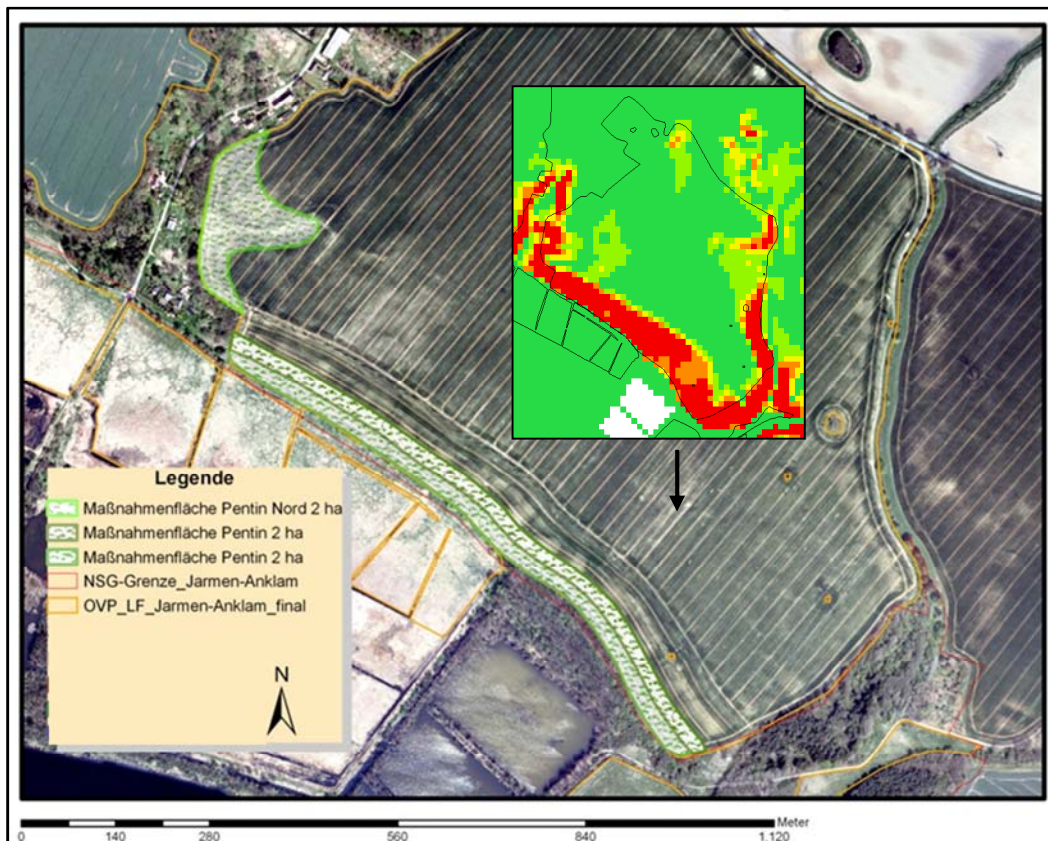 Legende
Maßnahmenfläche Pentin Nord 2 ha
Maßnahmenfläche Pentin 2 ha
Maßnahmenfläche Pentin 2 ha
NSG-Grenze_Jarmen-Anklam
OVP_LF_Jarmen-Anklam_final
N
Meter
0 140 280 560 840 1.120